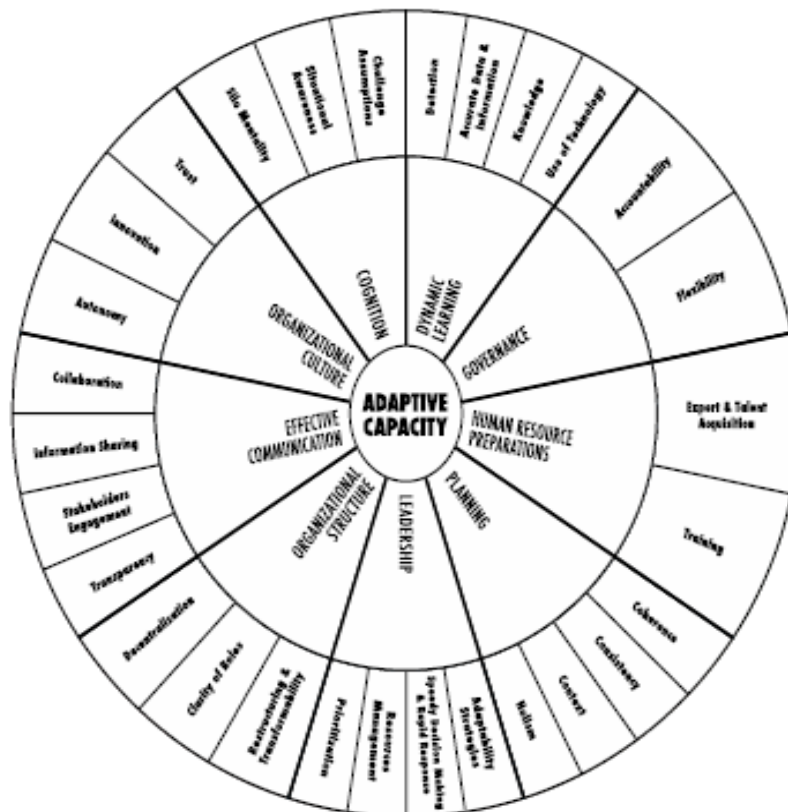 ADAPTIVE
CAPACITY
COGNITION
DYNAMIC
LEARNING
GOVERNANCE
HUMAN RESOURCE
PREPARATIONS
PLANNING
LEADERSHIP
ORGANIZATIONAL
STRUCTURE
EFFECTIVE
COMMUNICATION
ORGANIZATIONAL
CULTURE
Silo Mentality
Situational
Awareness
Challenge
Assumptions
Detection
Accurate Data &
Information
Knowledge
Use of Technology
Accountability
Flexibility
Expert & Talent
Acquisition
Training
Coherence
Consistency
Context
Holism
Adaptability
Strategies
Speedy Decision Making
& Rapid Response
Resources
Management
Prioritization
Restructuring &
Transformability
Clarity of Roles
Decentralisation
Transparency
Stakeholders
Engagement
Information Sharing
Collaboration
Autonomy
Innovation
Trust